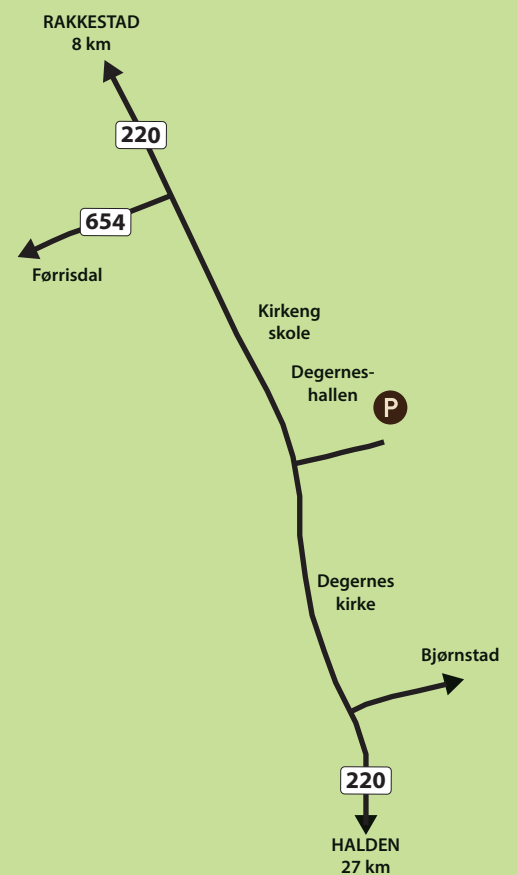 RAKKESTAD
8 km
220
654
Førrisdal
Kirkeng
skole
Degernes-
hallen
P
Degernes
kirke
Bjørnstad
220
HALDEN
27 km